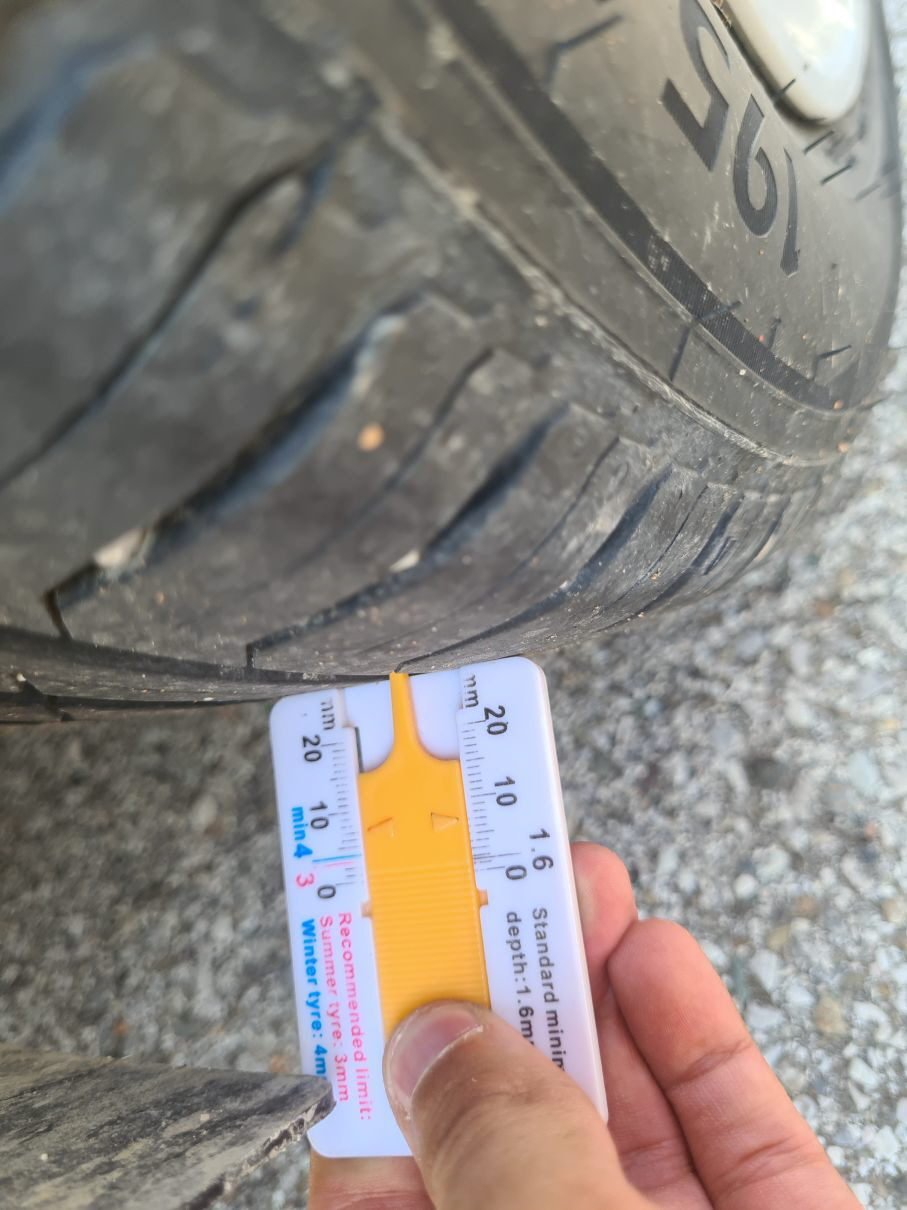 195
1.6
Standard minim
mm 20 10 0
depth:1.6m
Recommended limit:
Summer tyre: 3mm
mm 20 10 0
Winter tyre: 4m
min4 3